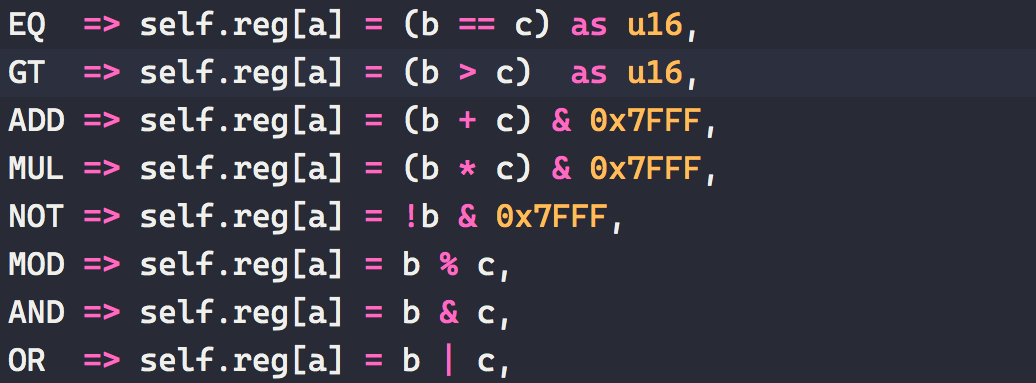 EQ  => self.reg[a] = (b == c) as u16,
GT  => self.reg[a] = (b > c)  as u16,
ADD => self.reg[a] = (b + c) & 0x7FFF,
MUL => self.reg[a] = (b * c) & 0x7FFF,
NOT => self.reg[a] = !b & 0x7FFF,
MOD => self.reg[a] = b % c,
AND => self.reg[a] = b & c,
OR  => self.reg[a] = b | c,